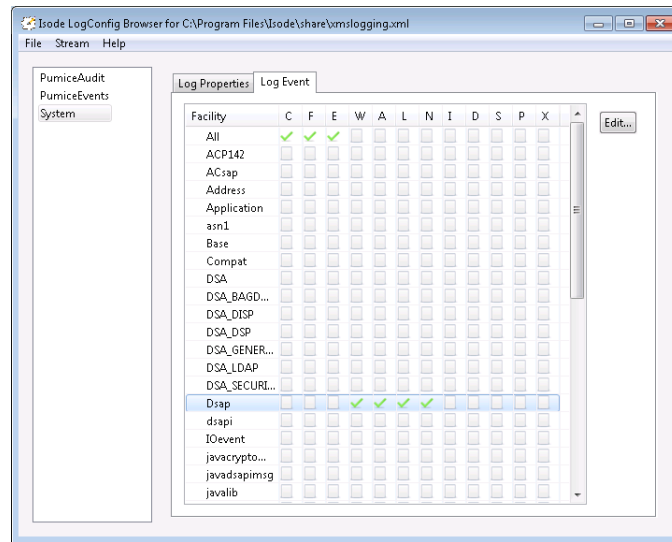 Isode LogConfig Browser for C:\Program Files\Isode\share\xmslogging.xml
File Stream Help
PumiceAudit
PumiceEvents
System
Log Properties Log Event
Facility C F E W A L N I D S P X
Edit...
All
ACP142
ACsap
Address
Application
asn1
Base
Compat
DSA
DSA_BAGD...
DSA_DISP
DSA_DSP
DSA_GENER...
DSA_LDAP
DSA_SECURI...
Dsap
dsapi
IOevent
javacrypto...
javadsapimsg
javalib